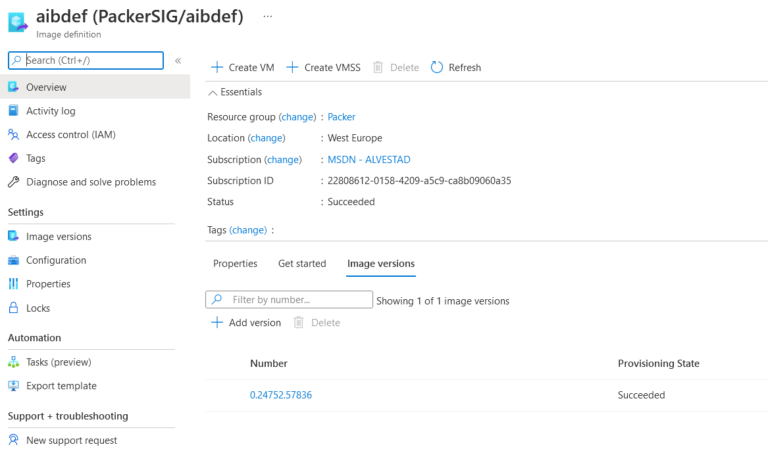 aibdef (PackerSIG/aibdef) ...
Image definition
Search (Ctrl+/) «
Overview
Activity log
Access control (IAM)
Tags
Diagnose and solve problems
Settings
Image versions
Configuration
Properties
Locks
Automation
Tasks (preview)
Export template
Support + troubleshooting
New support request
Create VM Create VMSS Delete Refresh
Essentials
Resource group (change) : Packer
Location (change) : West Europe
Subscription (change) : MSDN - ALVESTAD
Subscription ID : 22808612-0158-4209-a5c9-ca8b09060a35
Status : Succeeded
Tags (change) :
Properties Get started Image versions
Filter by number... Showing 1 of 1 image versions
Add version Delete
Number Provisioning State
0.24752.57836 Succeeded